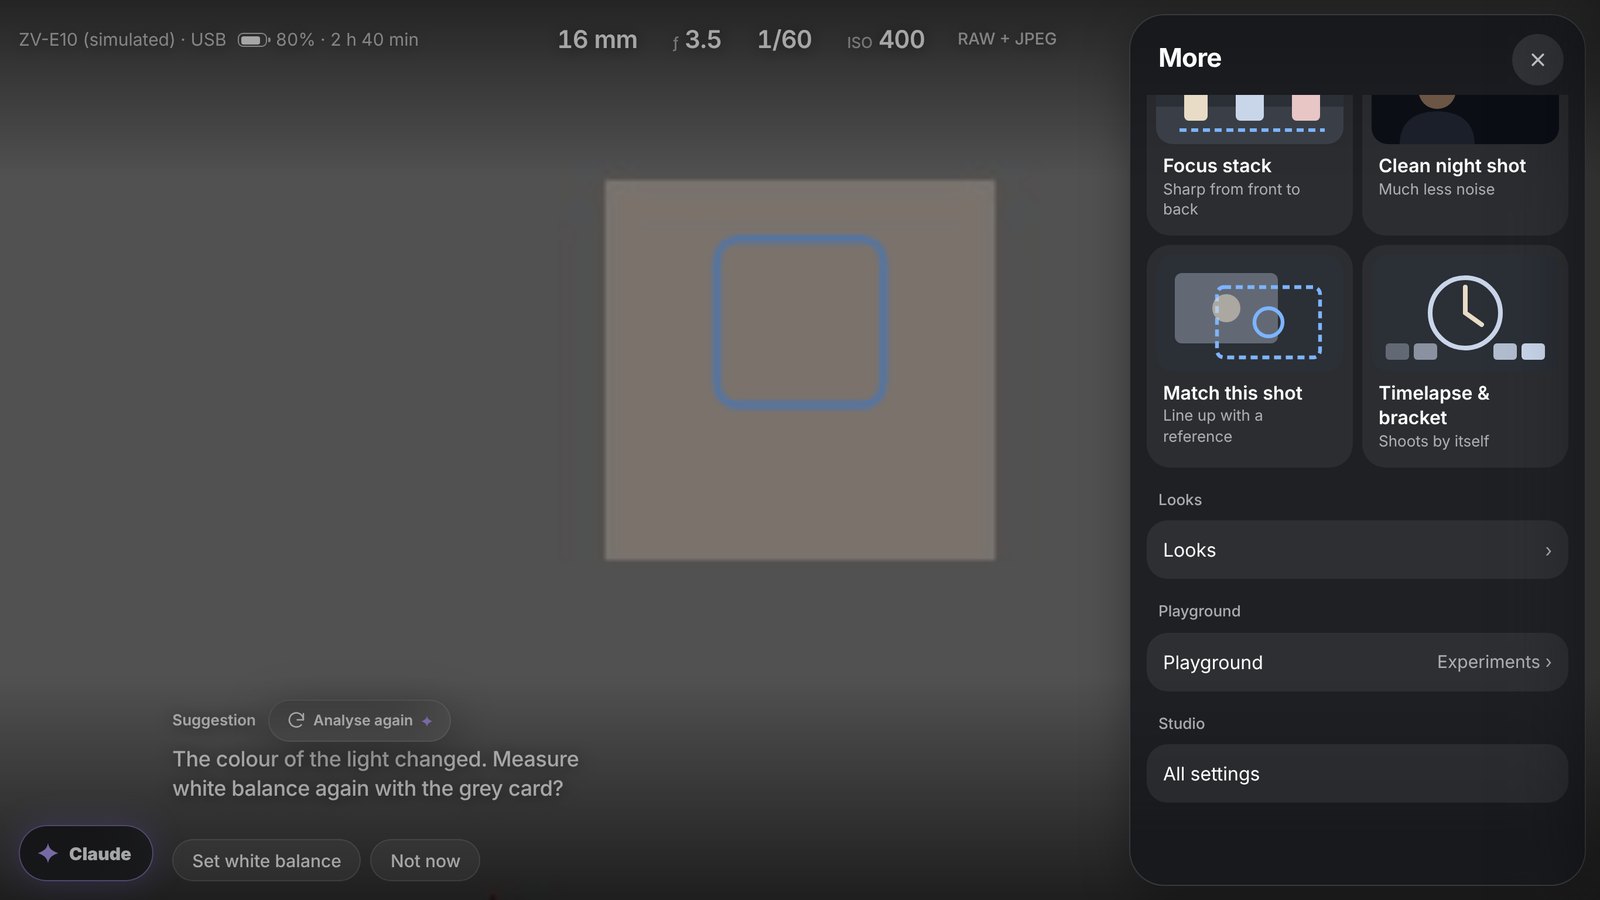 ZV-E10 (simulated) · USB 80% · 2 h 40 min
16 mm ƒ 3.5 1/60 ISO 400 RAW + JPEG
More
Focus stack
Sharp from front to
back
Clean night shot
Much less noise
Match this shot
Line up with a
reference
Timelapse &
bracket
Shoots by itself
Looks
Looks ›
Playground
Playground Experiments ›
Studio
All settings
Suggestion Analyse again
The colour of the light changed. Measure
white balance again with the grey card?
Claude Set white balance Not now